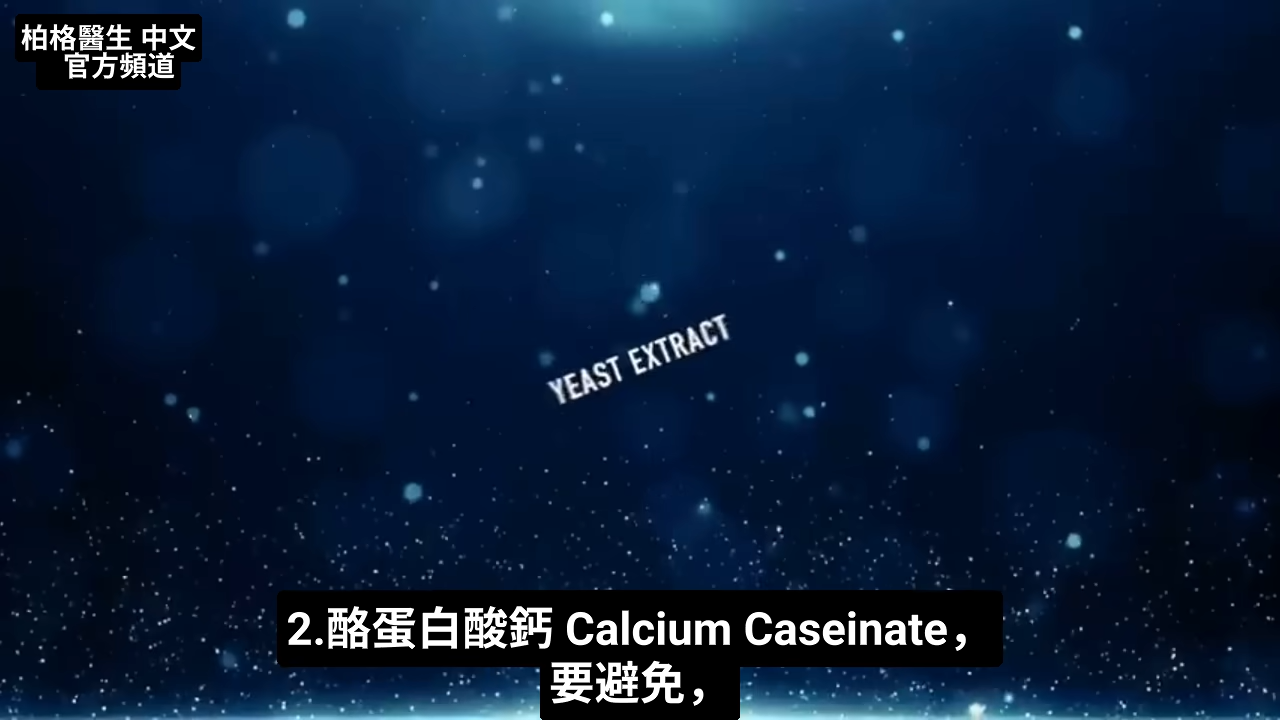 柏格醫生 中文
官方頻道
YEAST EXTRACT
2.酪蛋白酸鈣 Calcium Caseinate，
要避免，